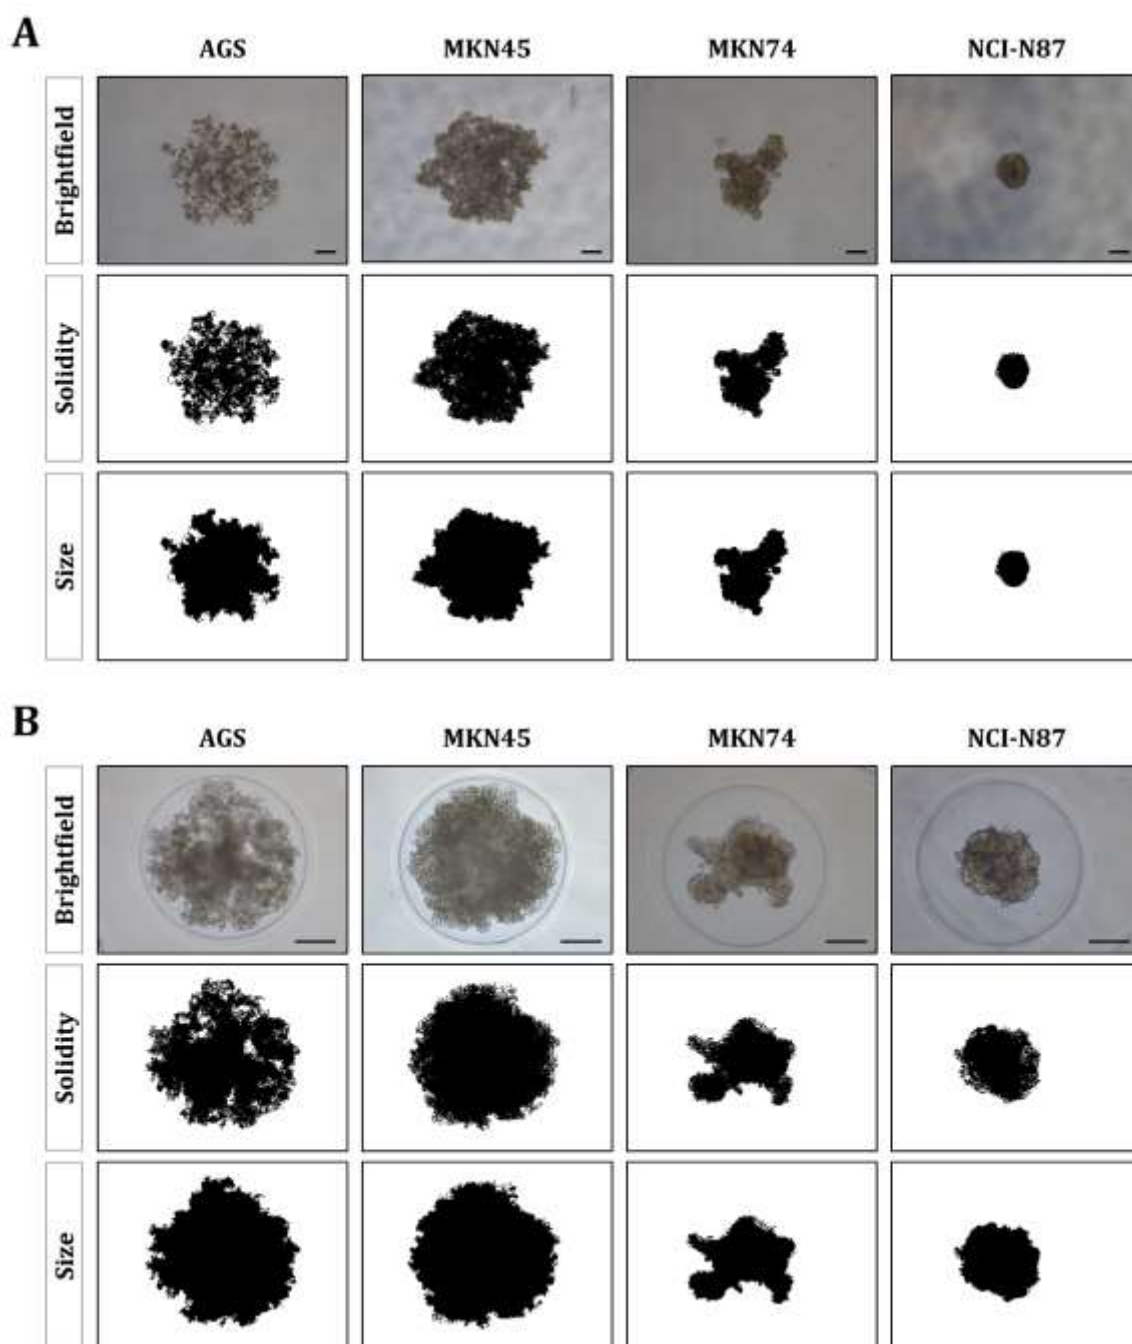 A
AGS MKN45 MKN74 NCI-N87
Brightfield
Solidity
Size
B
AGS MKN45 MKN74 NCI-N87
Brightfield
Solidity
Size